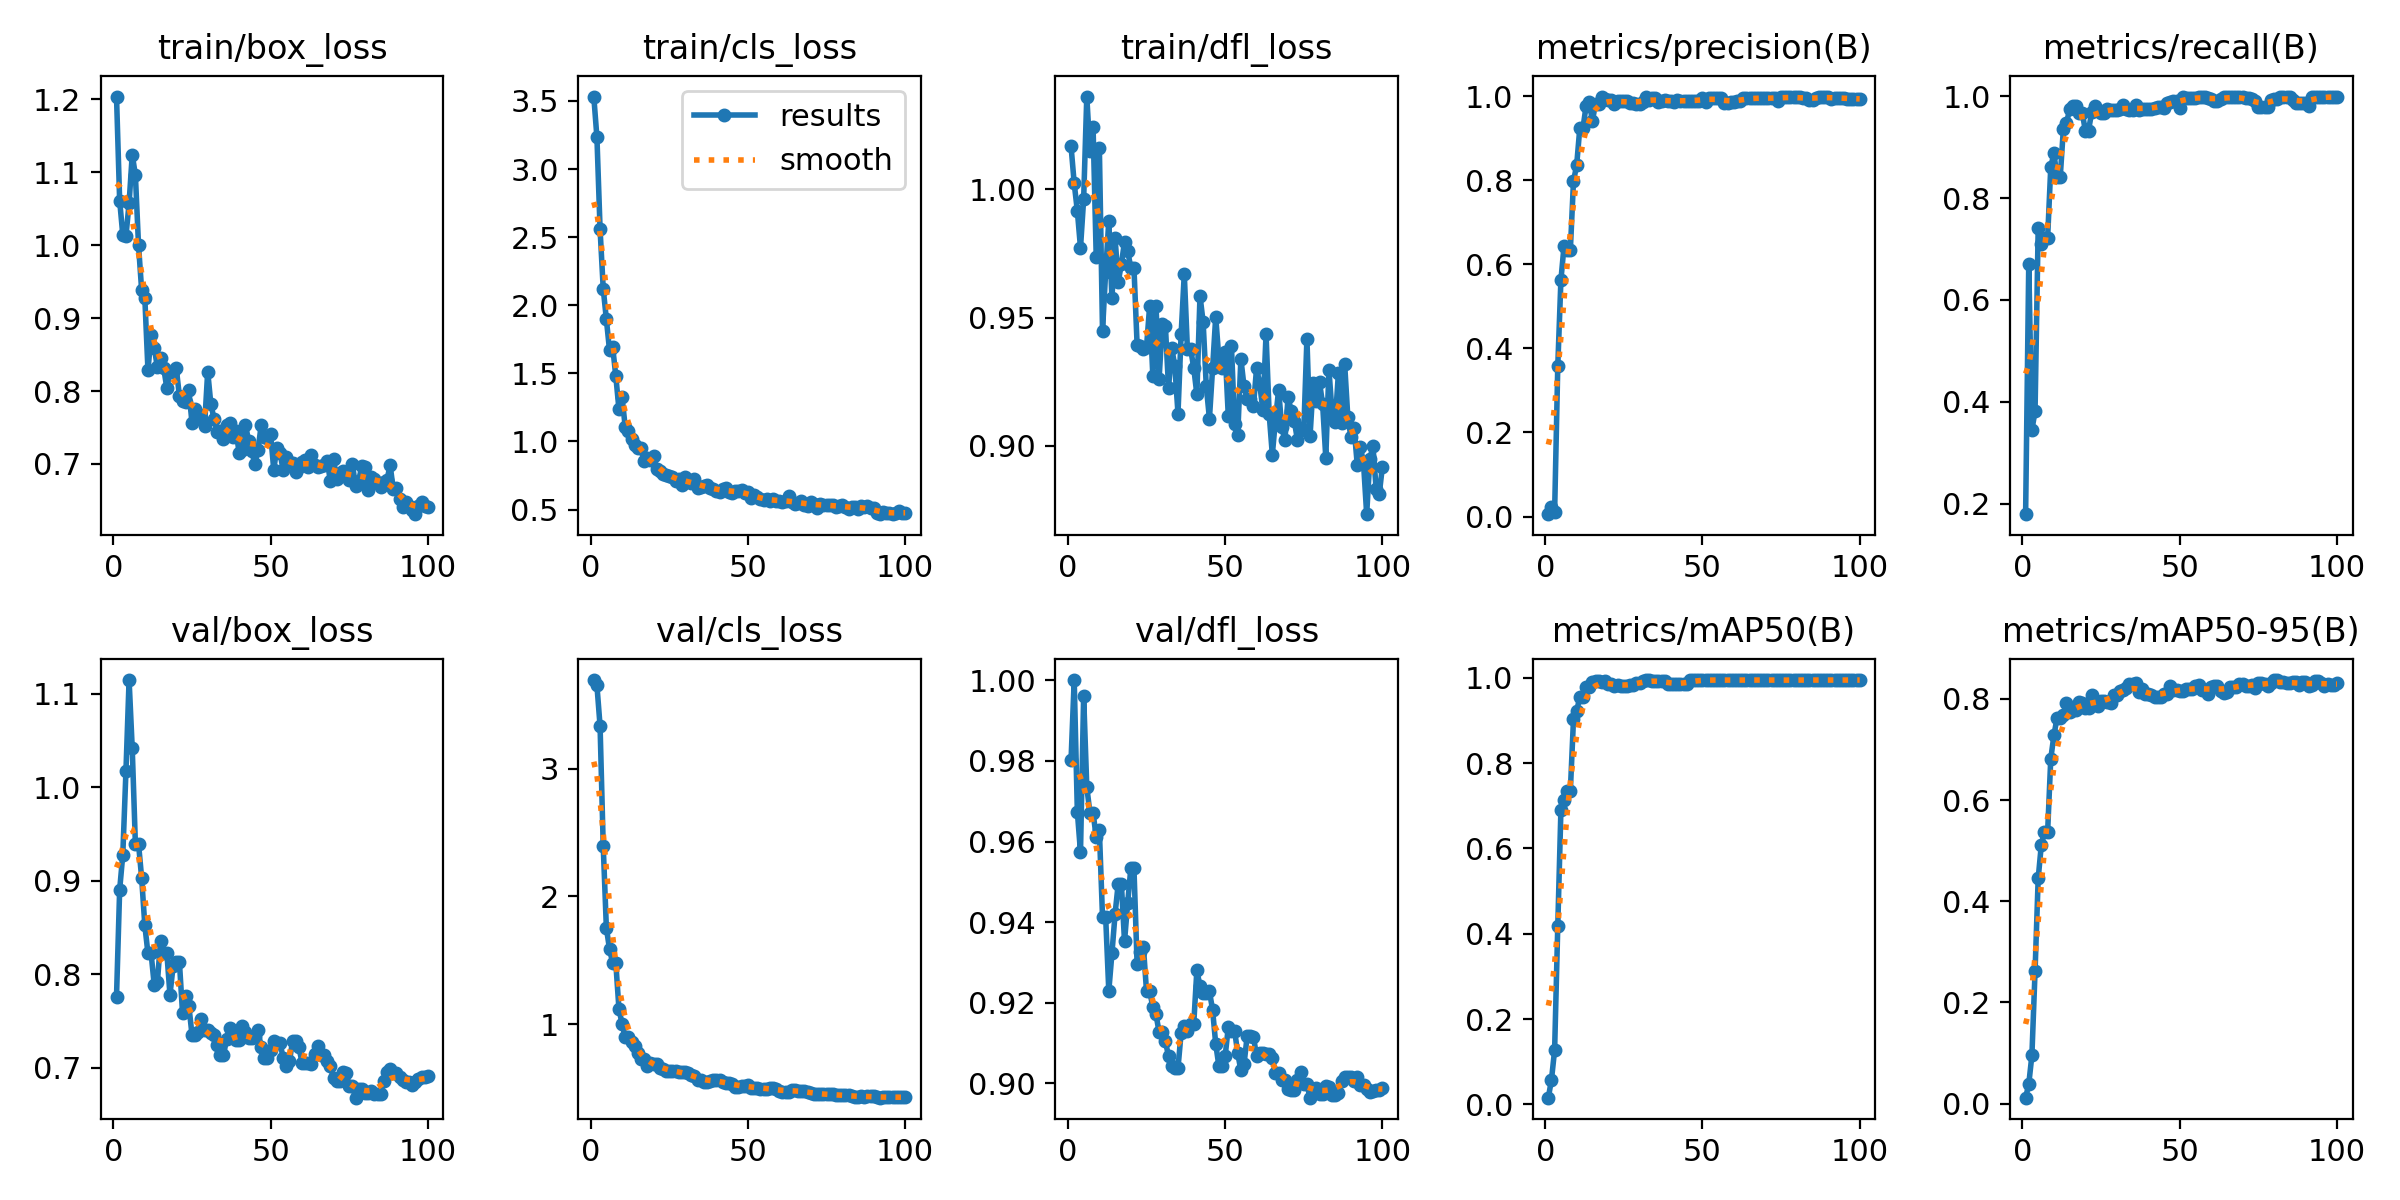 train/box_loss
1.2
1.1
1.0
0.9
0.8
0.7
0 50 100
train/cls_loss
results
smooth
3.5
3.0
2.5
2.0
1.5
1.0
0.5
0 50 100
train/dfl_loss
1.00
0.95
0.90
0 50 100
metrics/precision(B)
1.0
0.8
0.6
0.4
0.2
0.0
0 50 100
metrics/recall(B)
1.0
0.8
0.6
0.4
0.2
0 50 100
val/box_loss
1.1
1.0
0.9
0.8
0.7
0 50 100
val/cls_loss
3
2
1
0 50 100
val/dfl_loss
1.00
0.98
0.96
0.94
0.92
0.90
0 50 100
metrics/mAP50(B)
1.0
0.8
0.6
0.4
0.2
0.0
0 50 100
metrics/mAP50-95(B)
0.8
0.6
0.4
0.2
0.0
0 50 100